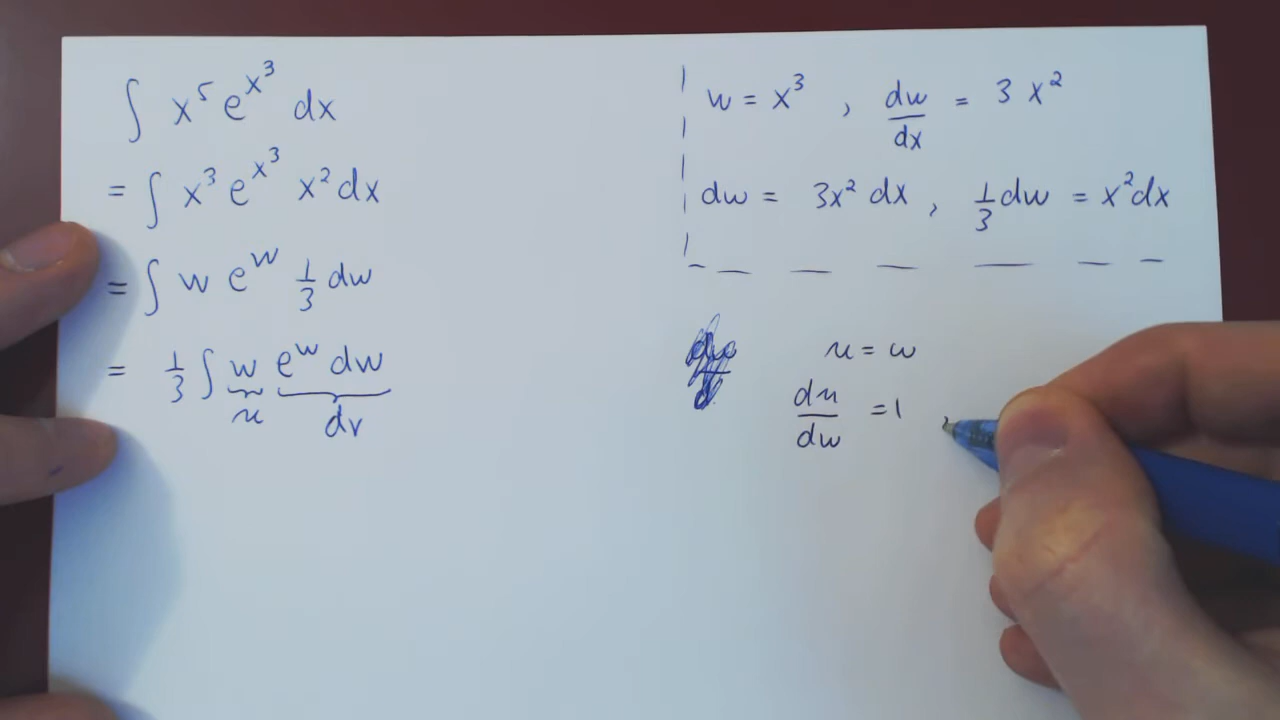 ∫ x⁵ e^{x³} dx
= ∫ x³ e^{x³} x² dx
= ∫ w e^w 1/3 dw
= 1/3 ∫ w e^w dw
u dv
w = x³ , dw/dx = 3x²
dw = 3x² dx , 1/3 dw = x² dx
u = w
du/dw = 1 ,